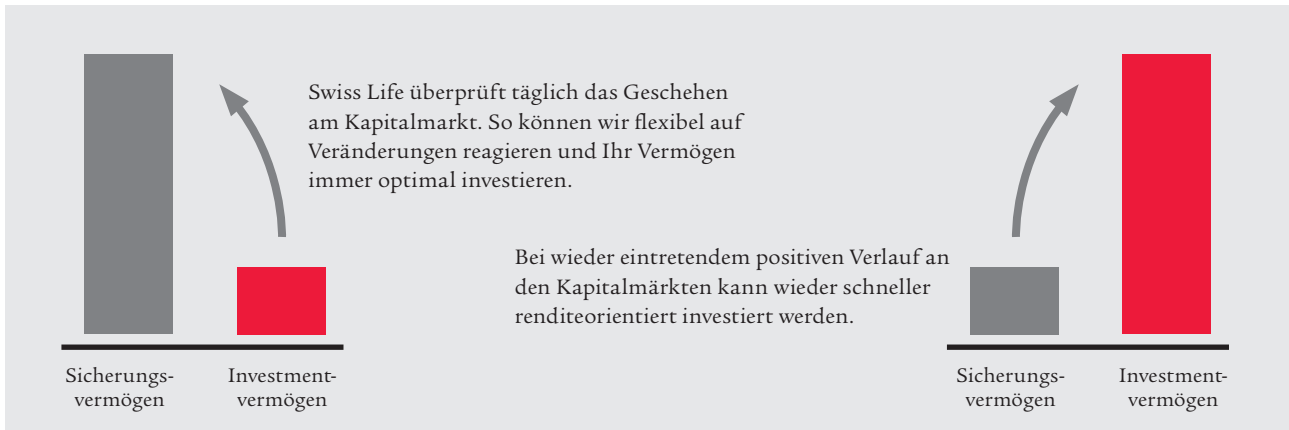 Swiss Life überprüft täglich das Geschehen
am Kapitalmarkt. So können wir flexibel auf
Veränderungen reagieren und Ihr Vermögen
immer optimal investieren.
Bei wieder eintretendem positiven Verlauf an
den Kapitalmärkten kann wieder schneller
renditeorientiert investiert werden.
Sicherungs-
vermögen
Investment-
vermögen
Sicherungs-
vermögen
Investment-
vermögen